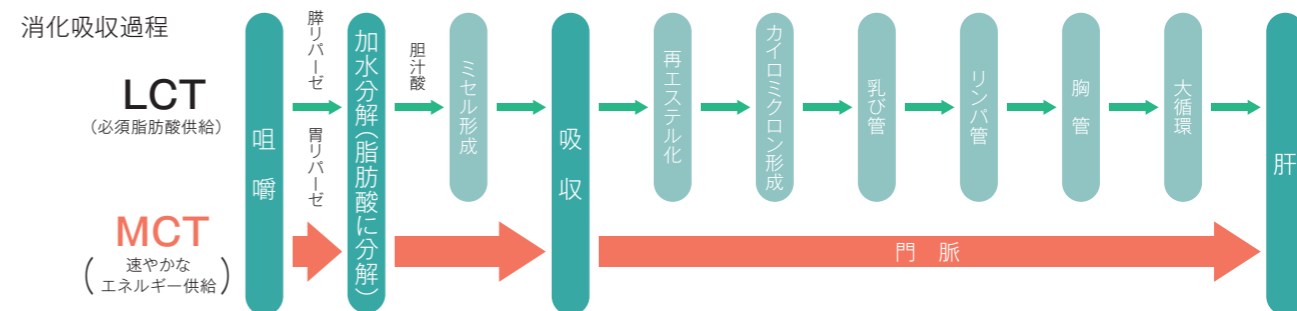 消化吸収過程
LCT
（必須脂肪酸供給）
MCT
（速やかな
エネルギー供給）
咀嚼
膵リパーゼ
胃リパーゼ
加水分解（脂肪酸に分解）
胆汁酸
ミセル形成
吸収
再エステル化
カイロミクロン形成
乳び管
リンパ管
胸管
大循環
門脈
肝